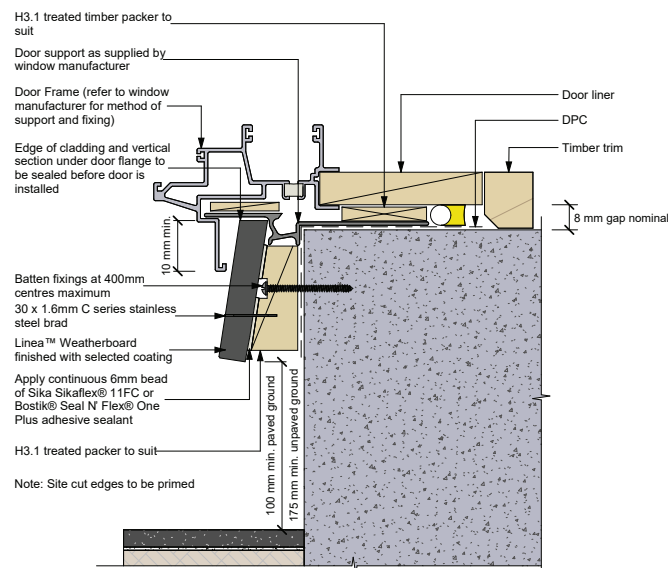 H3.1 treated timber packer to
suit
Door support as supplied by
window manufacturer
Door Frame (refer to window
manufacturer for method of
support and fixing)
Edge of cladding and vertical
section under door flange to
be sealed before door is
installed
10 mm min.
Batten fixings at 400mm
centres maximum
30 x 1.6mm C series stainless
steel brad
Linea™ Weatherboard
finished with selected coating
Apply continuous 6mm bead
of Sika Sikaflex® 11FC or
Bostik® Seal N' Flex® One
Plus adhesive sealant
H3.1 treated packer to suit
Note: Site cut edges to be primed
100 mm min. paved ground
175 mm min. unpaved ground
Door liner
DPC
Timber trim
8 mm gap nominal